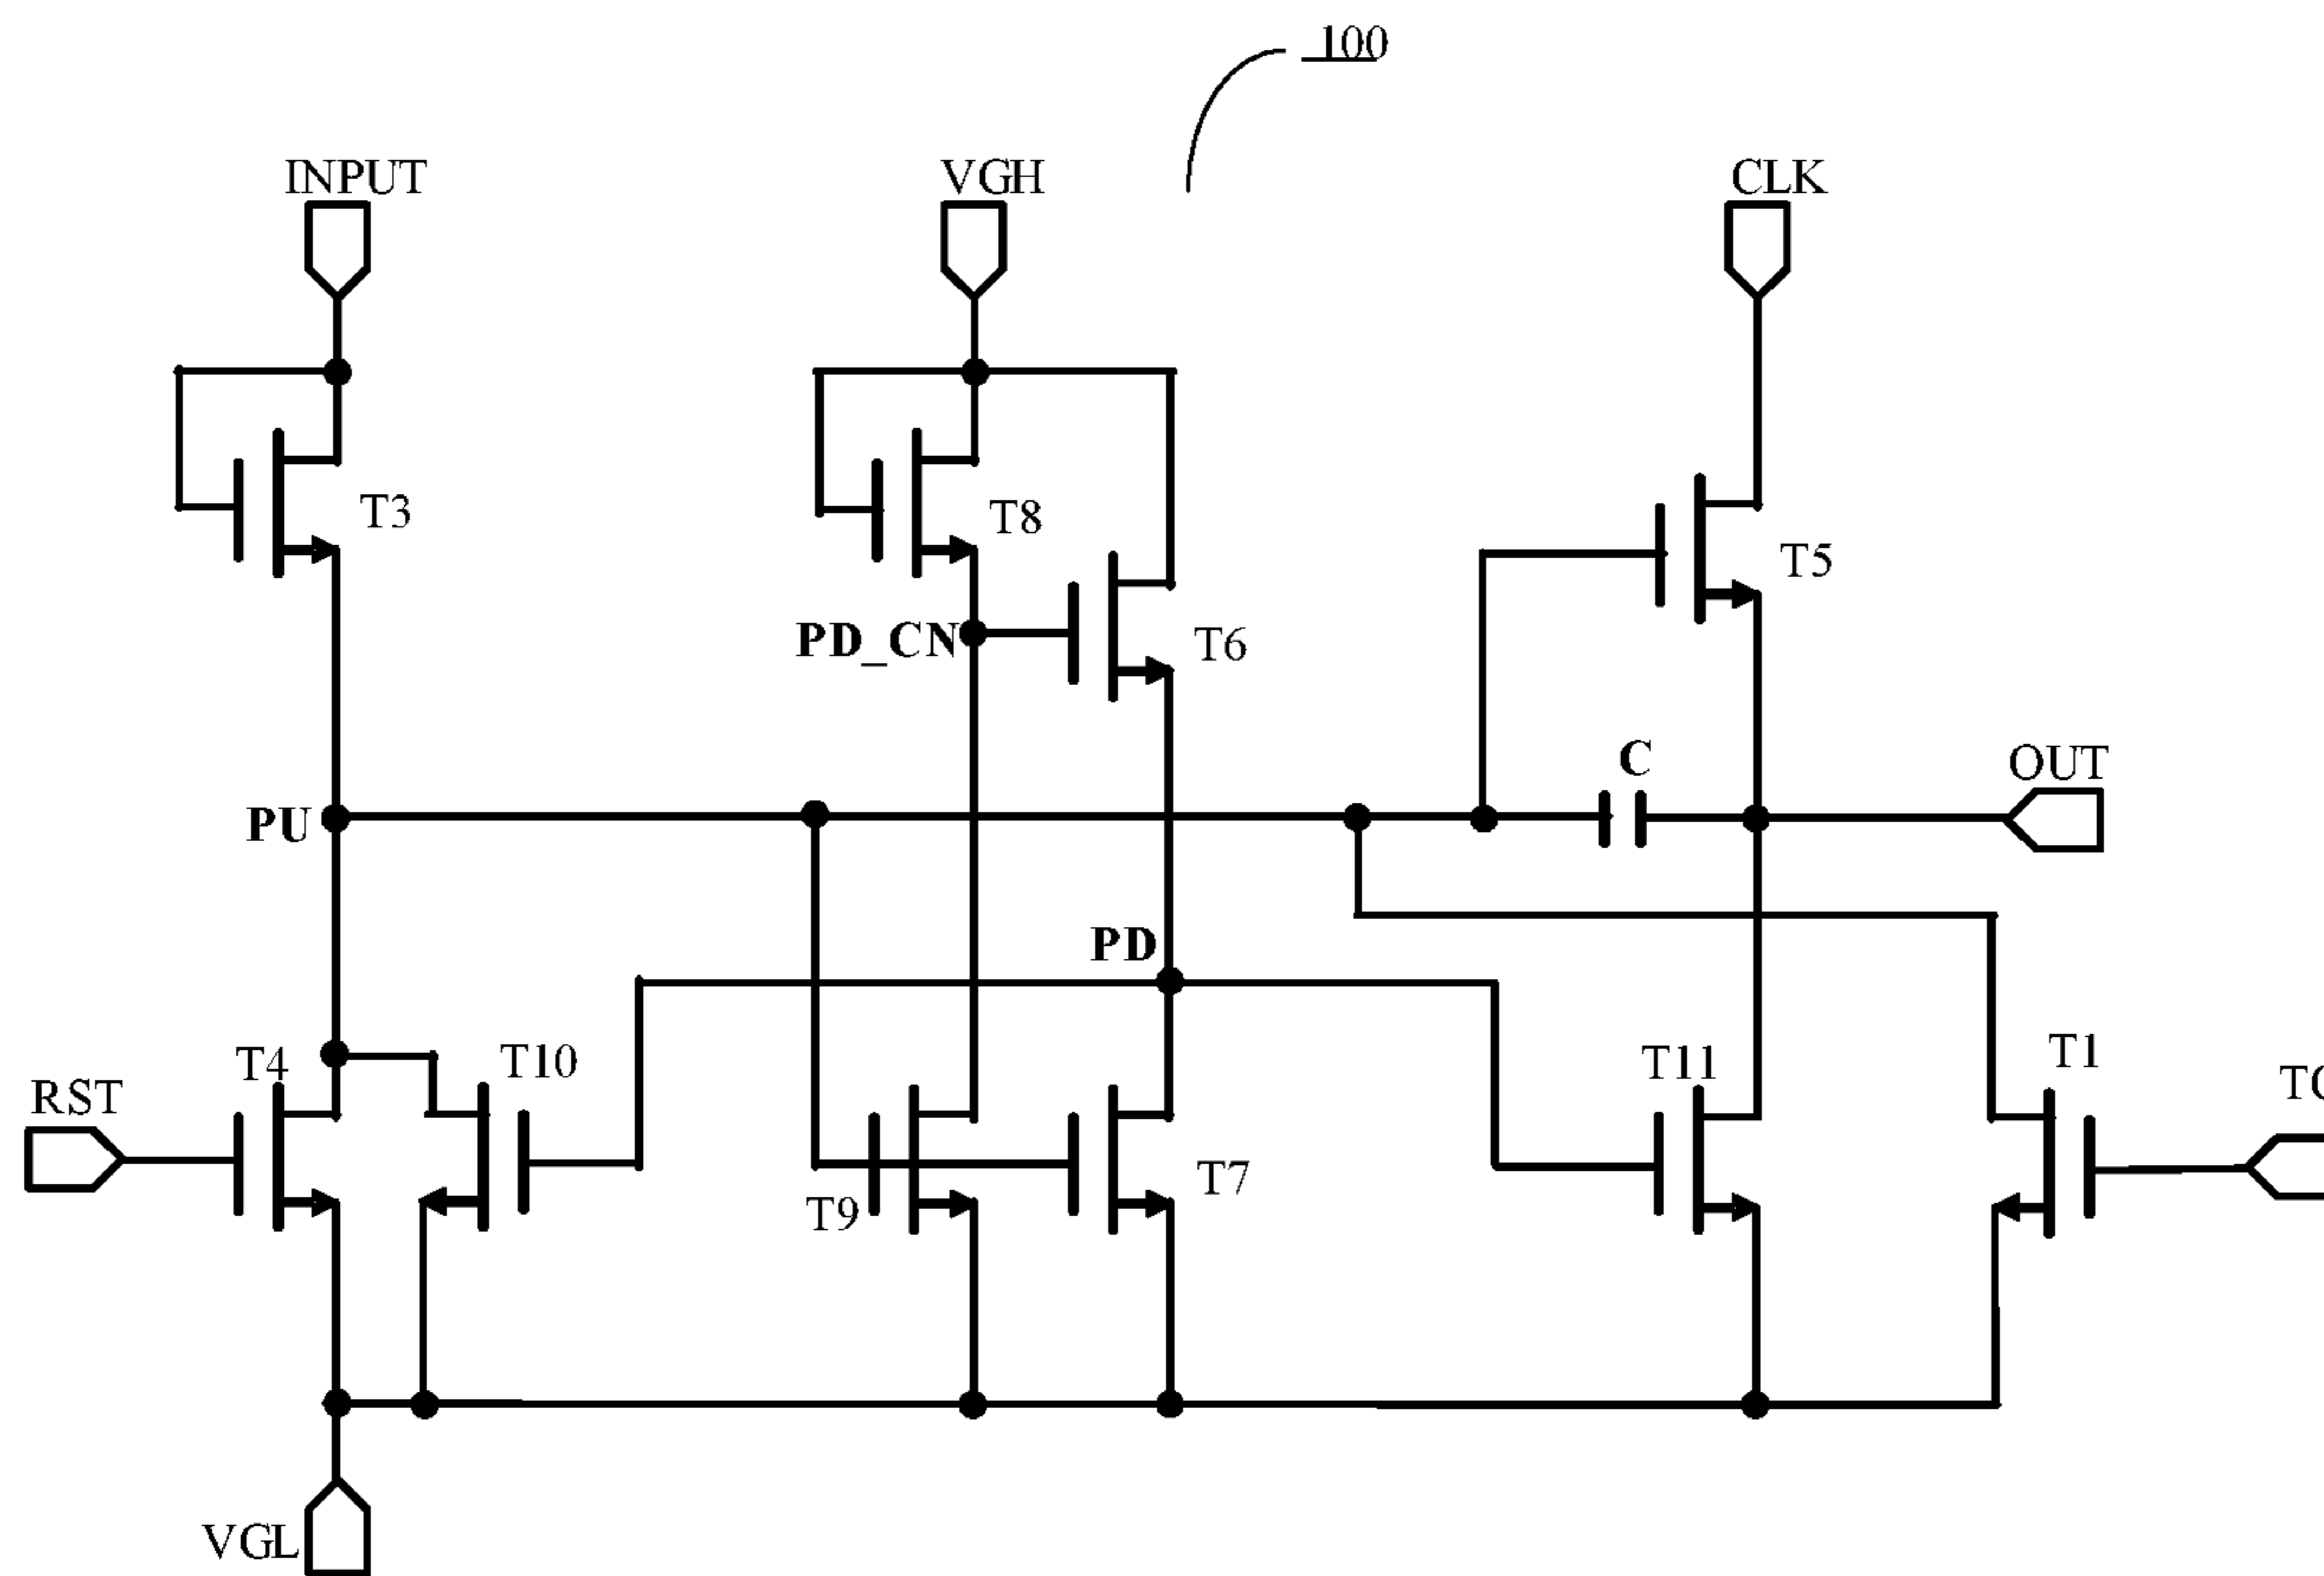 100
INPUT
VGH
CLK
T3
T8
T5
T6
PD_CN
C
OUT
PU
PD
T4
T10
T11
T1
RST
T9
T7
VGL